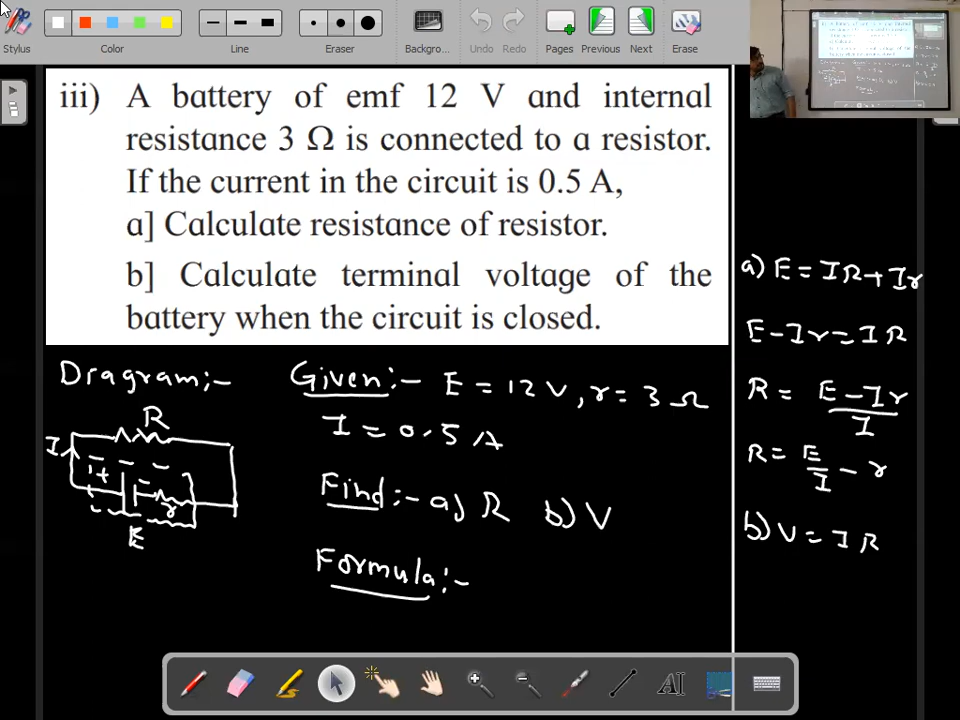 Stylus
Color
Line
Eraser
Backgro...
Undo
Redo
Pages
Previous
Next
Erase
iii) A battery of emf 12 V and internal
resistance 3 Ω is connected to a resistor.
If the current in the circuit is 0.5 A,
a] Calculate resistance of resistor.
b] Calculate terminal voltage of the
battery when the circuit is closed.
Dragram:-
R
I
+
r
E
Given:- E = 12 V, r = 3 Ω
I = 0.5 A
Find:- a) R b) V
Formula:-
a) E = IR + Ir
E - Ir = IR
R = E - Ir / I
R = E / I - r
b) V = IR
AI